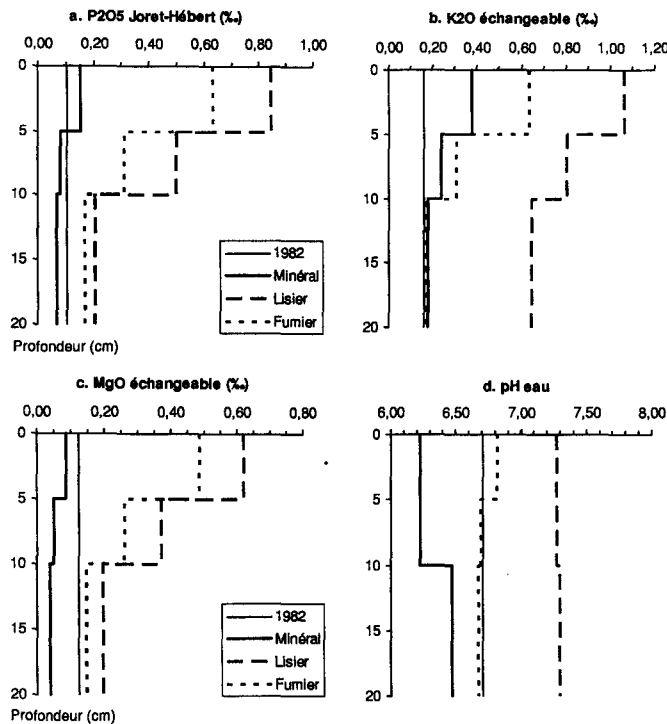 a. P2O5 Joret-Hébert (‰)
0,00 0,20 0,40 0,60 0,80 1,00
0
5
10
15
20
Profondeur (cm)
1982
Minéral
Lisier
Fumier
b. K2O échangeable (‰)
0,00 0,20 0,40 0,60 0,80 1,00 1,20
0
5
10
15
20
c. MgO échangeable (‰)
0,00 0,20 0,40 0,60 0,80
0
5
10
15
20
Profondeur (cm)
1982
Minéral
Lisier
Fumier
d. pH eau
6,00 6,50 7,00 7,50 8,00
0
5
10
15
20